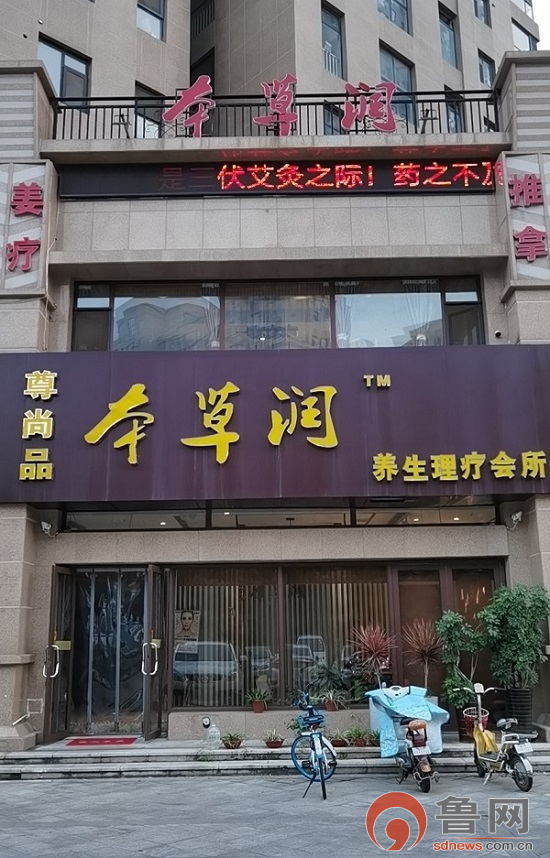 本草润
是三伏艾灸之际！药之不及
姜疗
推拿
尊尚品
本草润 TM
养生理疗会所
鲁网
sdnews.com.cn